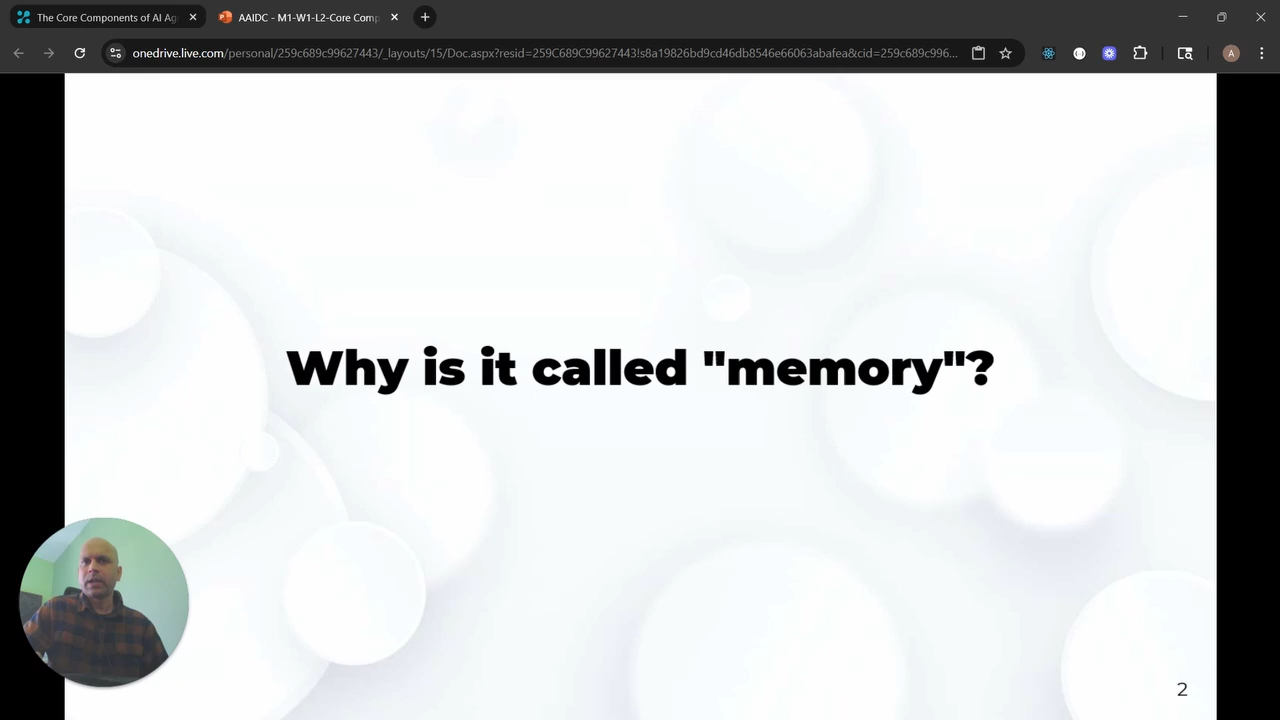 The Core Components of AI Ag
AAIDC - M1-W1-L2-Core Comp
onedrive.live.com/personal/259c689c99627443/_layouts/15/Doc.aspx?resid=259C689C99627443!s8a19826bd9cd46db8546e66063abafea&cid=259c689c996...
A
Why is it called "memory"?
2